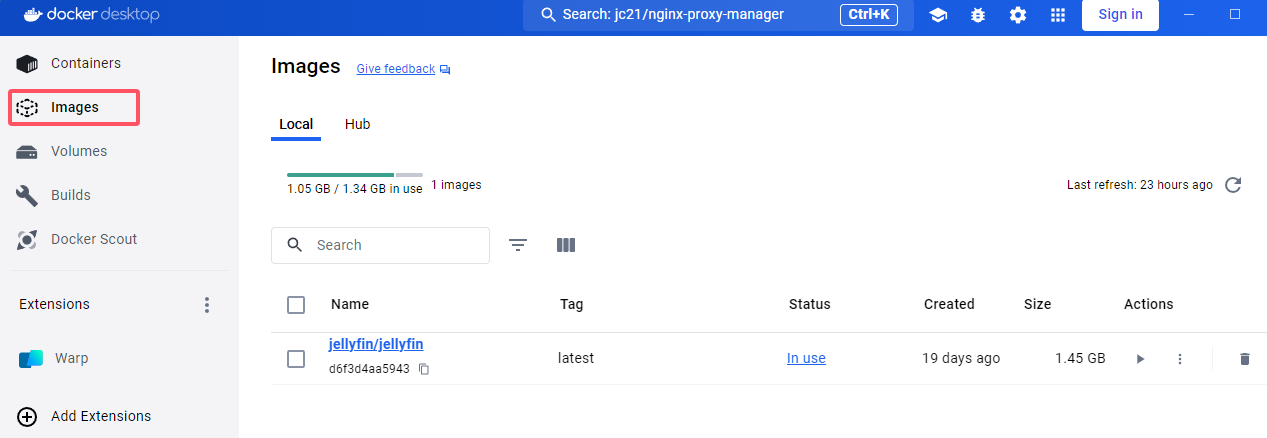 docker desktop
Search: jc21/nginx-proxy-manager
Ctrl+K
Sign in
Containers
Images
Volumes
Builds
Docker Scout
Extensions
Warp
Add Extensions
Images
Give feedback
Local Hub
1.05 GB / 1.34 GB in use 1 images
Last refresh: 23 hours ago
Search
Name Tag Status Created Size Actions
jellyfin/jellyfin
latest In use 19 days ago 1.45 GB
d6f3d4aa5943